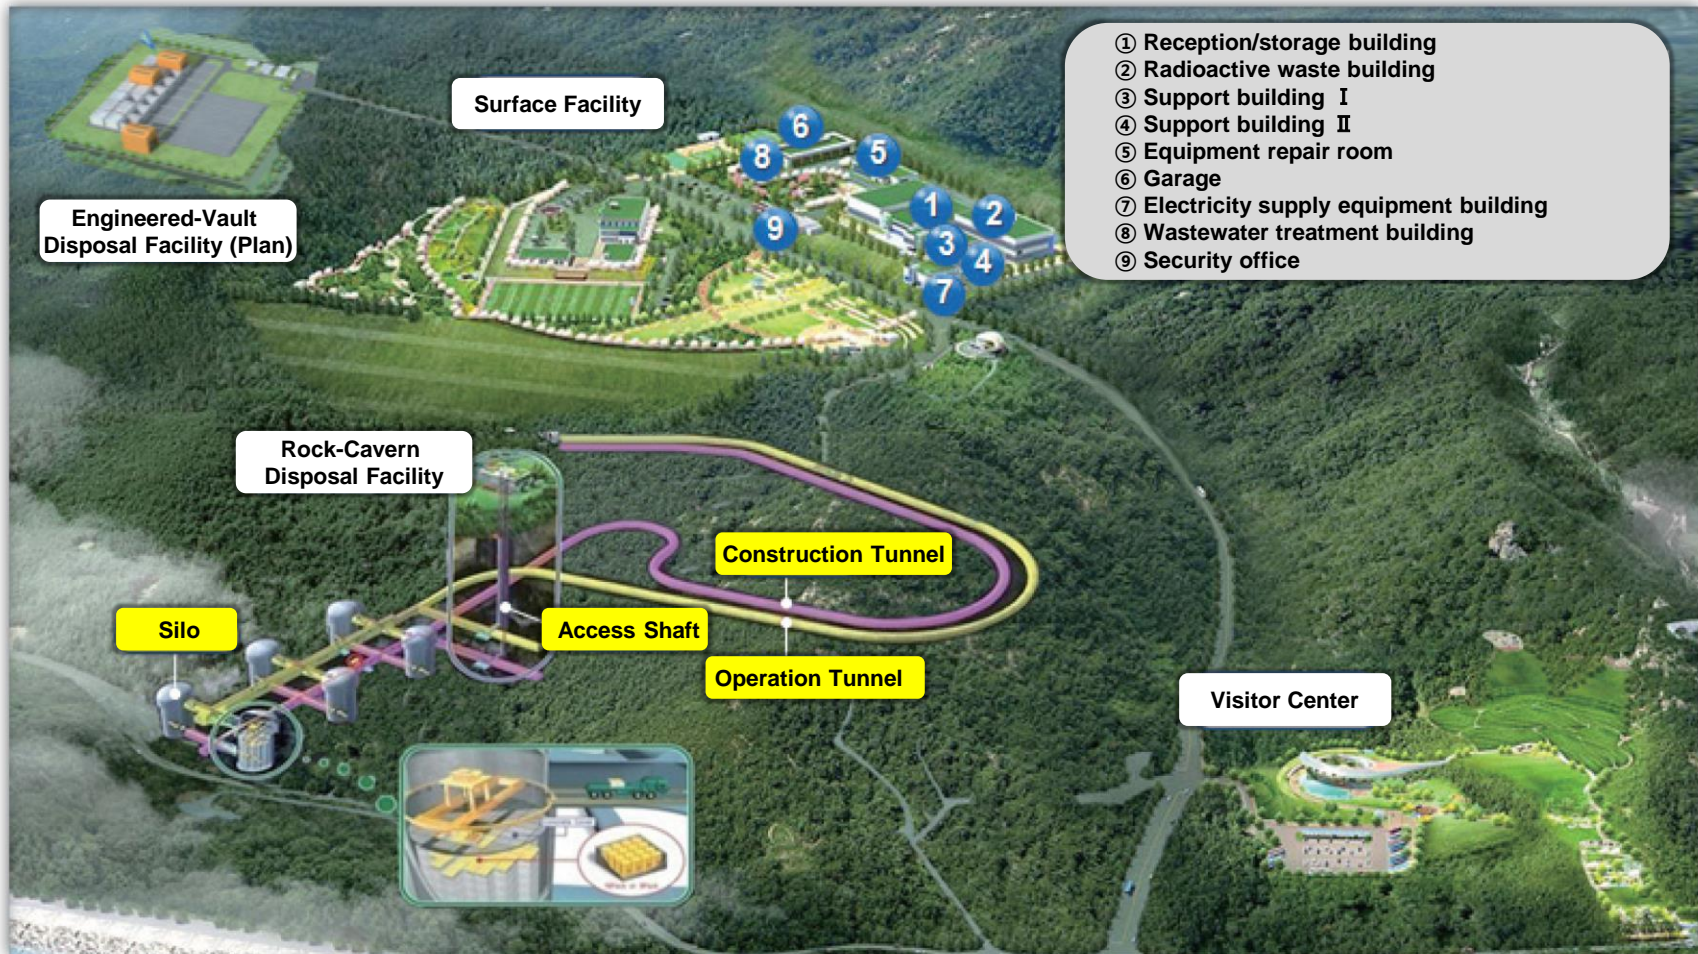 ① Reception/storage building
② Radioactive waste building
③ Support building Ⅰ
④ Support building Ⅱ
⑤ Equipment repair room
⑥ Garage
⑦ Electricity supply equipment building
⑧ Wastewater treatment building
⑨ Security office
Surface Facility
6
8
5
1
2
9
3
4
7
Engineered-Vault
Disposal Facility (Plan)
Rock-Cavern
Disposal Facility
Construction Tunnel
Silo
Access Shaft
Operation Tunnel
Visitor Center